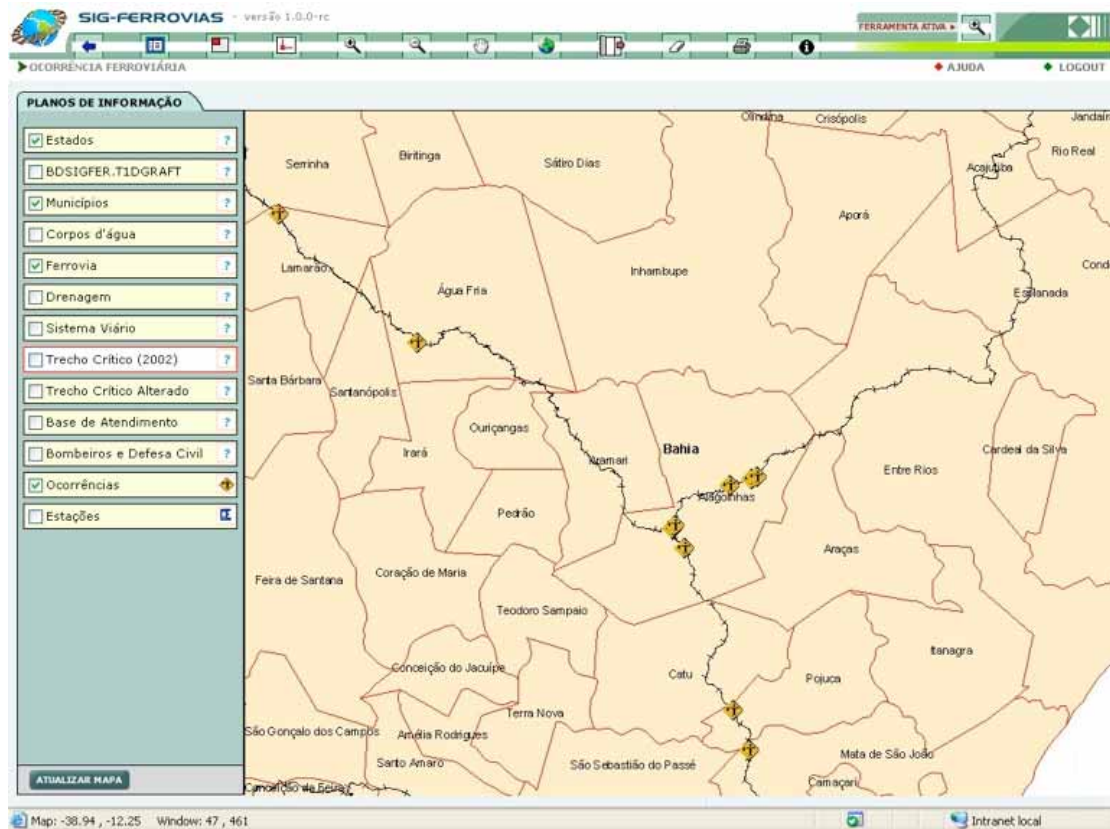 SIG-FERROVIAS - versão 1.0.0-rc
FERRAMENTA ATIVA
OCORRÊNCIA FERROVIÁRIA
AJUDA
LOGOUT
PLANOS DE INFORMAÇÃO
Estados ?
BDSIGFER.T1DGRAFT ?
Municípios ?
Corpos d'água ?
Ferrovia ?
Drenagem ?
Sistema Viário ?
Trecho Crítico (2002) ?
Trecho Crítico Alterado ?
Base de Atendimento ?
Bombeiros e Defesa Civil ?
Ocorrências
Estações
ATUALIZAR MAPA
Olindina
Crisópolis
Jandaír
Serrinha
Biritinga
Sátiro Dias
Acajutiba
Rio Real
Aporá
Lamarão
Água Fria
Inhambupe
Cond
Esplanada
Santa Bárbara
Santanópolis
Ouriçangas
Irará
Aramari
Bahia
Entre Rios
Cardeal da Silva
Alagoinhas
Pedrão
Araças
Feira de Santana
Coração de Maria
Teodoro Sampaio
Itanagra
Conceição do Jacuípe
Catu
Pojuca
Terra Nova
São Gonçalo dos Campos
Amélia Rodrigues
Santo Amaro
São Sebastião do Passé
Mata de São João
Camaçari
Conceição da Feira
Map: -38.94 , -12.25 Window: 47 , 461
Intranet local